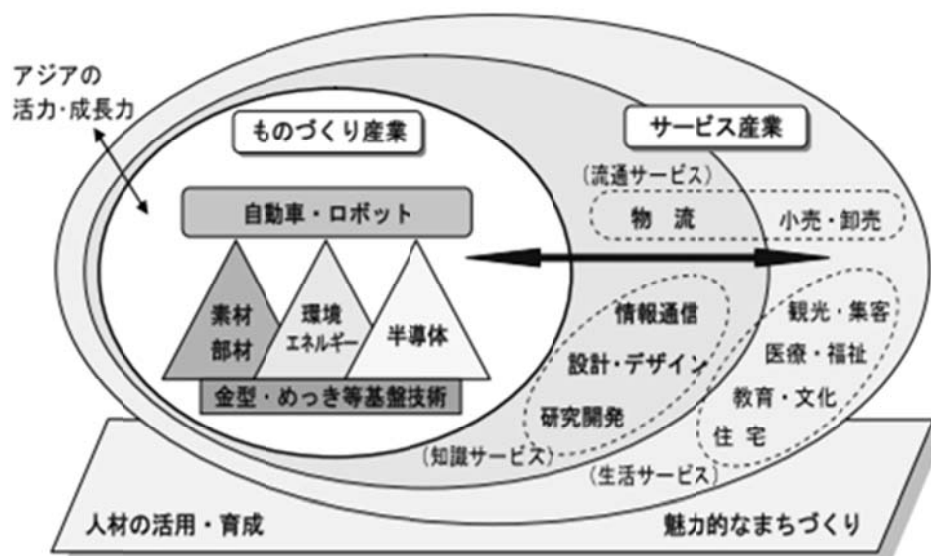 アジアの
活力・成長力
ものづくり産業
サービス産業
(流通サービス)
自動車・ロボット
物 流
小売・卸売
素材
部材
環境
エネルギー
半導体
金型・めっき等基盤技術
情報通信
設計・デザイン
研究開発
(知識サービス)
観光・集客
医療・福祉
教育・文化
住 宅
(生活サービス)
人材の活用・育成
魅力的なまちづくり